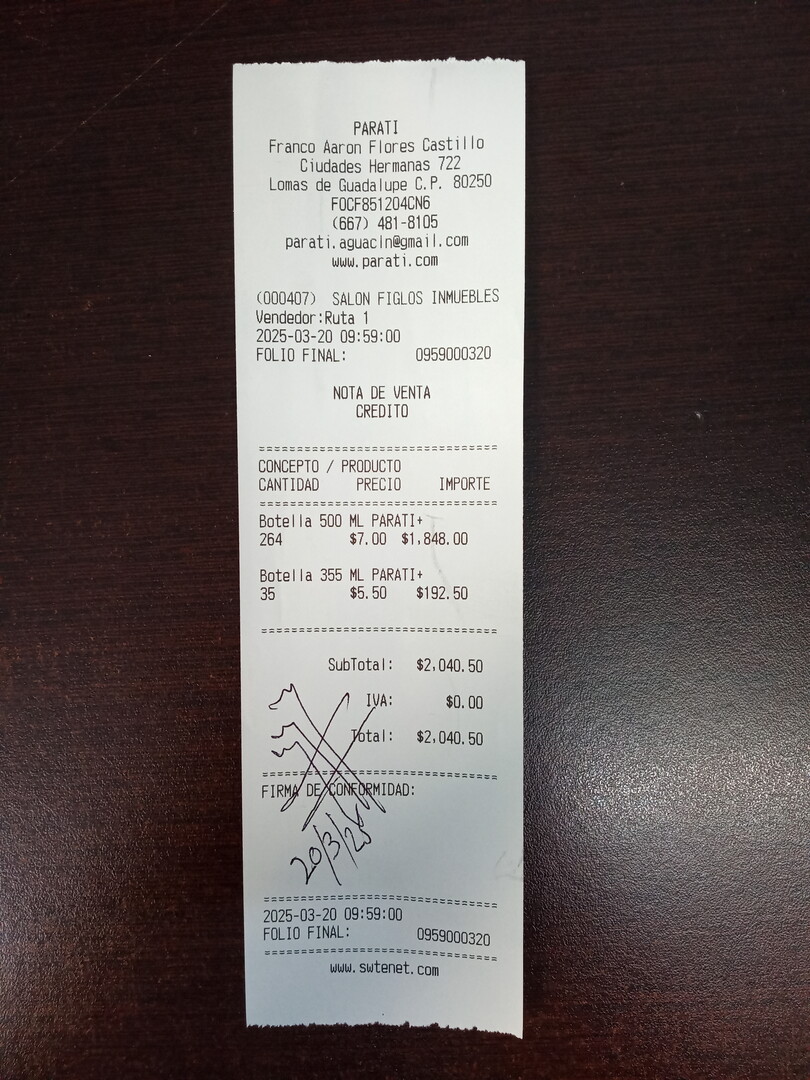 PARATI
Franco Aaron Flores Castillo
Ciudades Hermanas 722
Lomas de Guadalupe C.P. 80250
FOCF851204CN6
(667) 481-8105
parati.aguacln@gmail.com
www.parati.com
(000407) SALON FIGLOS INMUEBLES
Vendedor:Ruta 1
2025-03-20 09:59:00
FOLIO FINAL: 0959000320
NOTA DE VENTA
CREDITO
===============================
CONCEPTO / PRODUCTO
CANTIDAD PRECIO IMPORTE
===============================
Botella 500 ML PARATI+
264 $7.00 $1,848.00
Botella 355 ML PARATI+
35 $5.50 $192.50
===============================
SubTotal: $2,040.50
IVA: $0.00
Total: $2,040.50
===============================
FIRMA DE CONFORMIDAD:
20/3/25
===============================
2025-03-20 09:59:00
FOLIO FINAL: 0959000320
===============================
www.swtenet.com